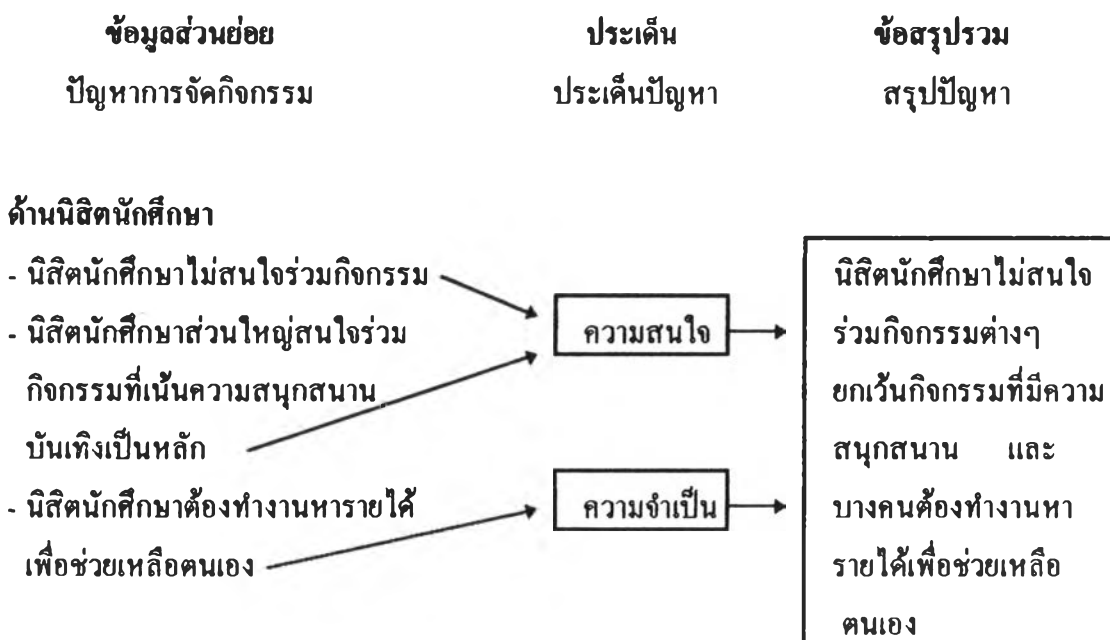 ข้อมูลส่วนย่อย ประเด็น ข้อสรุปรวม
ปัญหาการจัดกิจกรรม ประเด็นปัญหา สรุปปัญหา
ด้านนิสิตนักศึกษา
- นิสิตนักศึกษาไม่สนใจร่วมกิจกรรม
- นิสิตนักศึกษาส่วนใหญ่สนใจร่วม
กิจกรรมที่เน้นความสนุกสนาน
บันเทิงเป็นหลัก
- นิสิตนักศึกษาต้องทำงานหารายได้
เพื่อช่วยเหลือตนเอง
ความสนใจ
ความจำเป็น
นิสิตนักศึกษาไม่สนใจ
ร่วมกิจกรรมต่างๆ
ยกเว้นกิจกรรมที่มีความ
สนุกสนาน และ
บางคนต้องทำงานหา
รายได้เพื่อช่วยเหลือ
ตนเอง